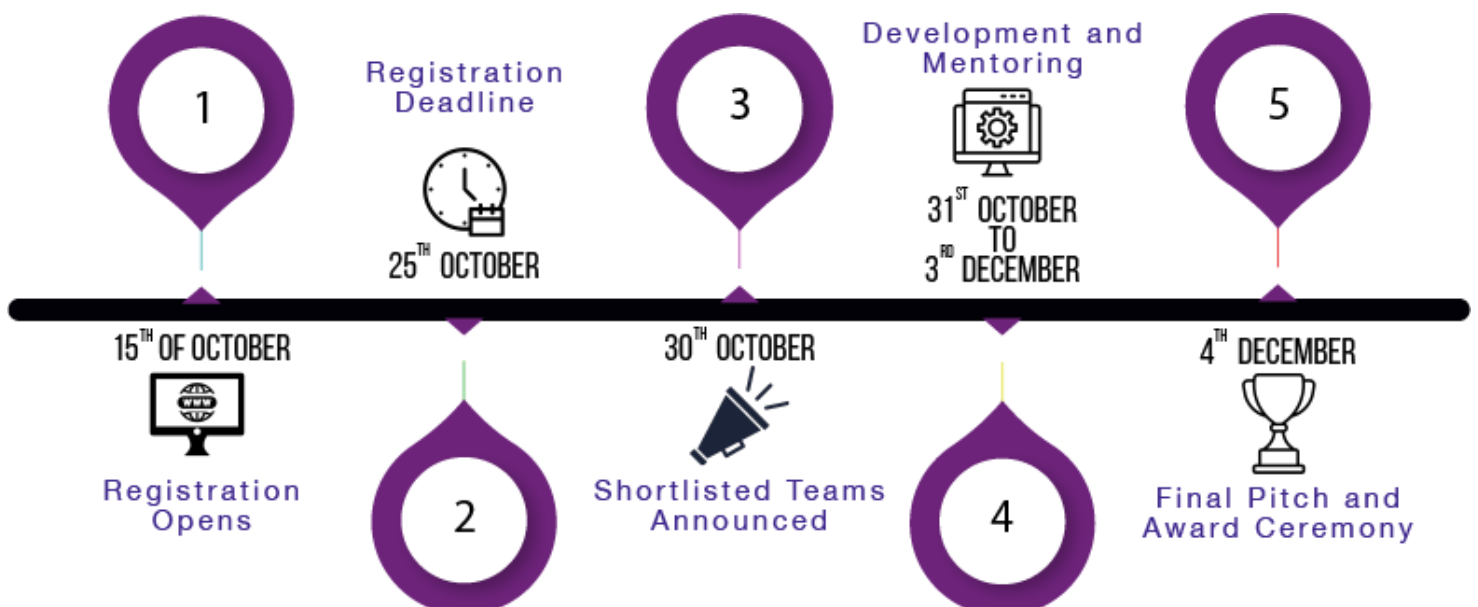 1
15TH OF OCTOBER
WWW
Registration
Opens
Registration
Deadline
25TH OCTOBER
2
3
30TH OCTOBER
Shortlisted Teams
Announced
Development and
Mentoring
31ST OCTOBER
TO
3RD DECEMBER
4
5
4TH DECEMBER
Final Pitch and
Award Ceremony